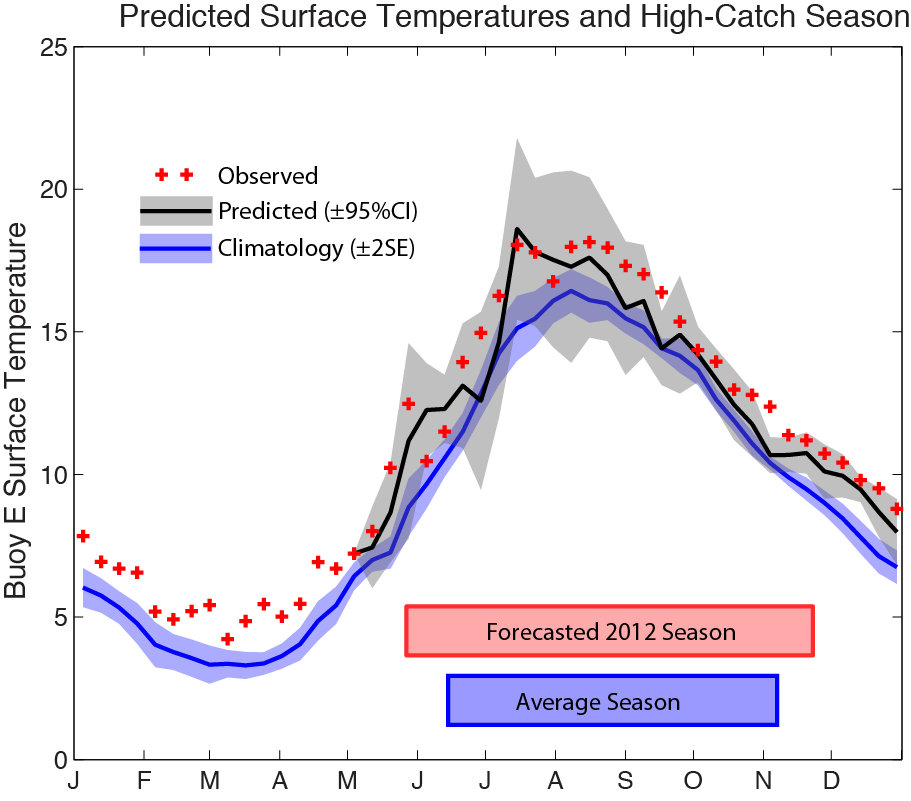 Predicted Surface Temperatures and High-Catch Season
25
20
15
10
5
0
Buoy E Surface Temperature
Observed
Predicted (±95%CI)
Climatology (±2SE)
Forecasted 2012 Season
Average Season
J F M A M J J A S O N D